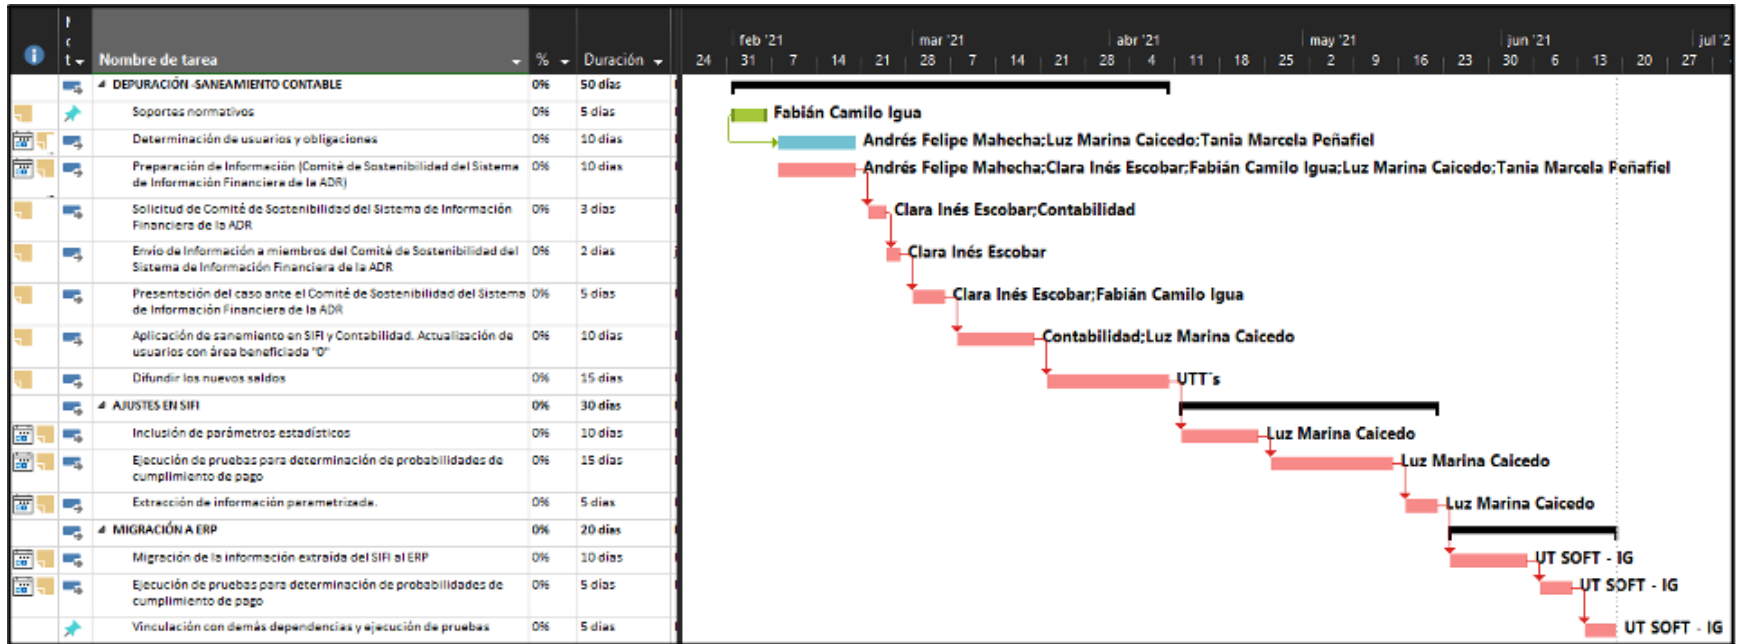 feb '21 mar '21 abr '21 may '21 jun '21 jul '2
Nombre de tarea % Duración 24 31 7 14 21 28 7 14 21 28 4 11 18 25 2 9 16 23 30 6 13 20 27
DEPURACIÓN -SANEAMIENTO CONTABLE 0% 50 días
Soportes normativos 0% 5 días Fabián Camilo Igua
Determinación de usuarios y obligaciones 0% 10 días Andrés Felipe Mahecha;Luz Marina Caicedo;Tania Marcela Peñafiel
Preparación de Información (Comité de Sostenibilidad del Sistema 0% 10 días Andrés Felipe Mahecha;Clara Inés Escobar;Fabián Camilo Igua;Luz Marina Caicedo;Tania Marcela Peñafiel
de Información Financiera de la ADR)
Solicitud de Comité de Sostenibilidad del Sistema de Información 0% 3 días Clara Inés Escobar;Contabilidad
Financiera de la ADR
Envío de Información a miembros del Comité de Sostenibilidad del 0% 2 días Clara Inés Escobar
Sistema de Información Financiera de la ADR
Presentación del caso ante el Comité de Sostenibilidad del Sistema 0% 5 días Clara Inés Escobar;Fabián Camilo Igua
de Información Financiera de la ADR
Aplicación de sanemiento en SIFI y Contabilidad. Actualización de 0% 10 días Contabilidad;Luz Marina Caicedo
usuarios con área beneficiada "0"
Difundir los nuevos saldos 0% 15 días UTT´s
AJUSTES EN SIFI 0% 30 días
Inclusión de parámetros estadísticos 0% 10 días Luz Marina Caicedo
Ejecución de pruebas para determinación de probabilidades de 0% 15 días Luz Marina Caicedo
cumplimiento de pago
Extracción de información parametrizada. 0% 5 días Luz Marina Caicedo
MIGRACIÓN A ERP 0% 20 días
Migración de la información extraída del SIFI al ERP 0% 10 días UT SOFT - IG
Ejecución de pruebas para determinación de probabilidades de 0% 5 días UT SOFT - IG
cumplimiento de pago
Vinculación con demás dependencias y ejecución de pruebas 0% 5 días UT SOFT - IG